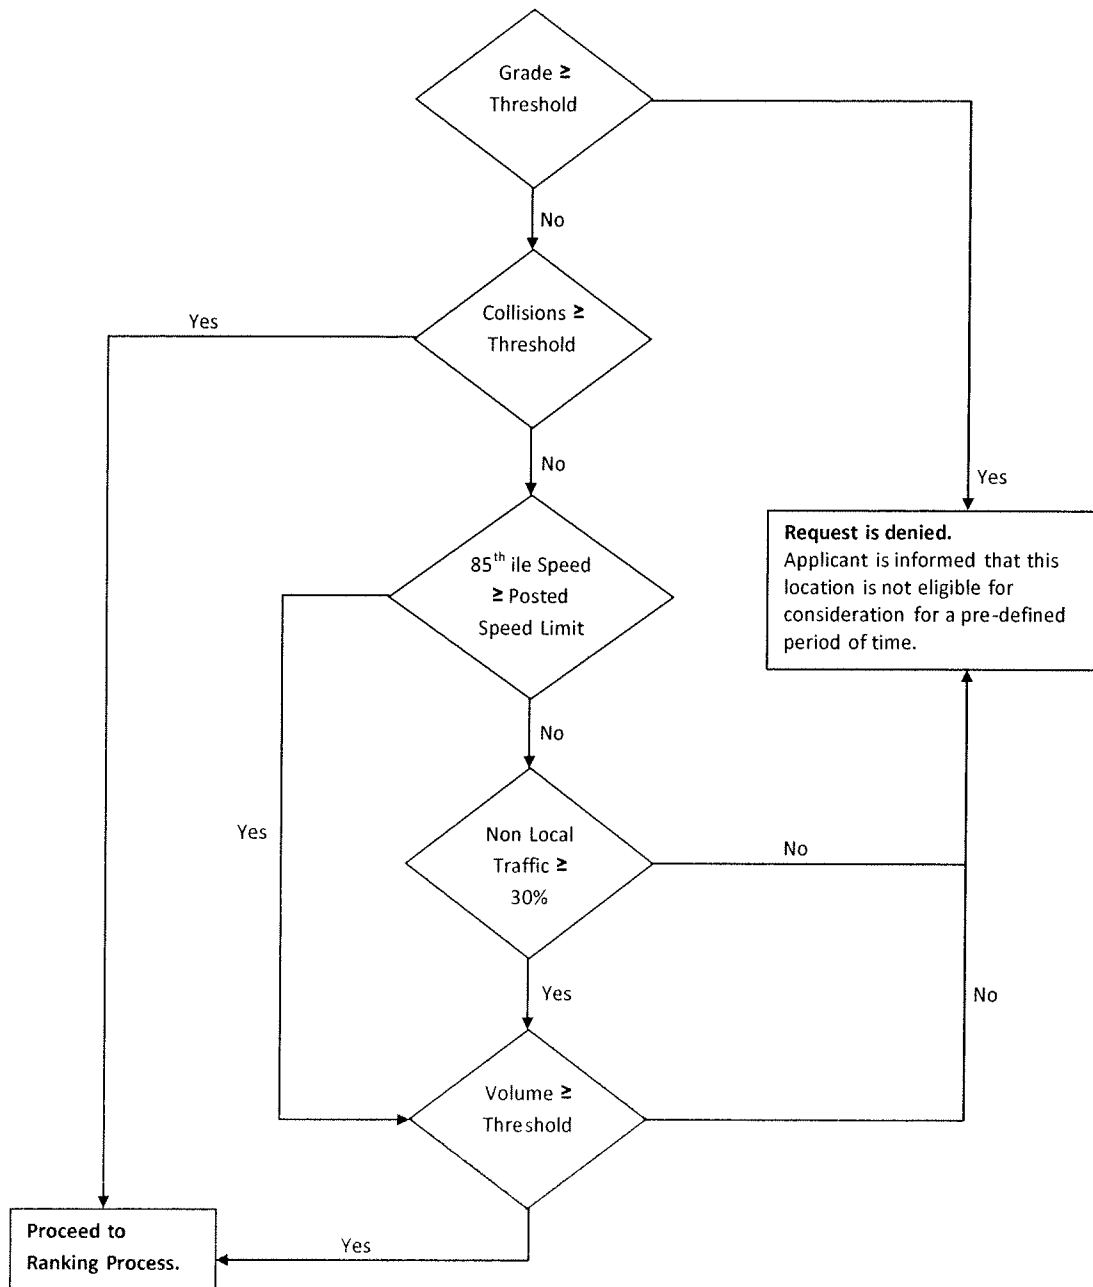 Grade ≥
Threshold
No
Collisions ≥
Threshold
Yes
No
Yes
85th ile Speed
≥ Posted
Speed Limit
Request is denied.
Applicant is informed that this
location is not eligible for
consideration for a pre-defined
period of time.
No
Yes
Non Local
Traffic ≥
30%
No
Yes
No
Volume ≥
Threshold
Proceed to
Ranking Process.
Yes